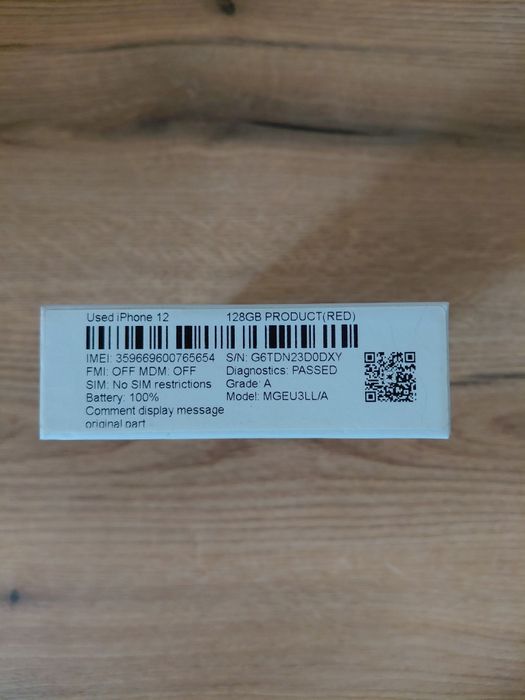 Used iPhone 12 128GB PRODUCT(RED)
IMEI: 359669600765654 S/N: G6TDN23D0DXY
FMI: OFF MDM: OFF Diagnostics: PASSED
SIM: No SIM restrictions Grade: A
Battery: 100% Model: MGEU3LL/A
Comment display message
original part